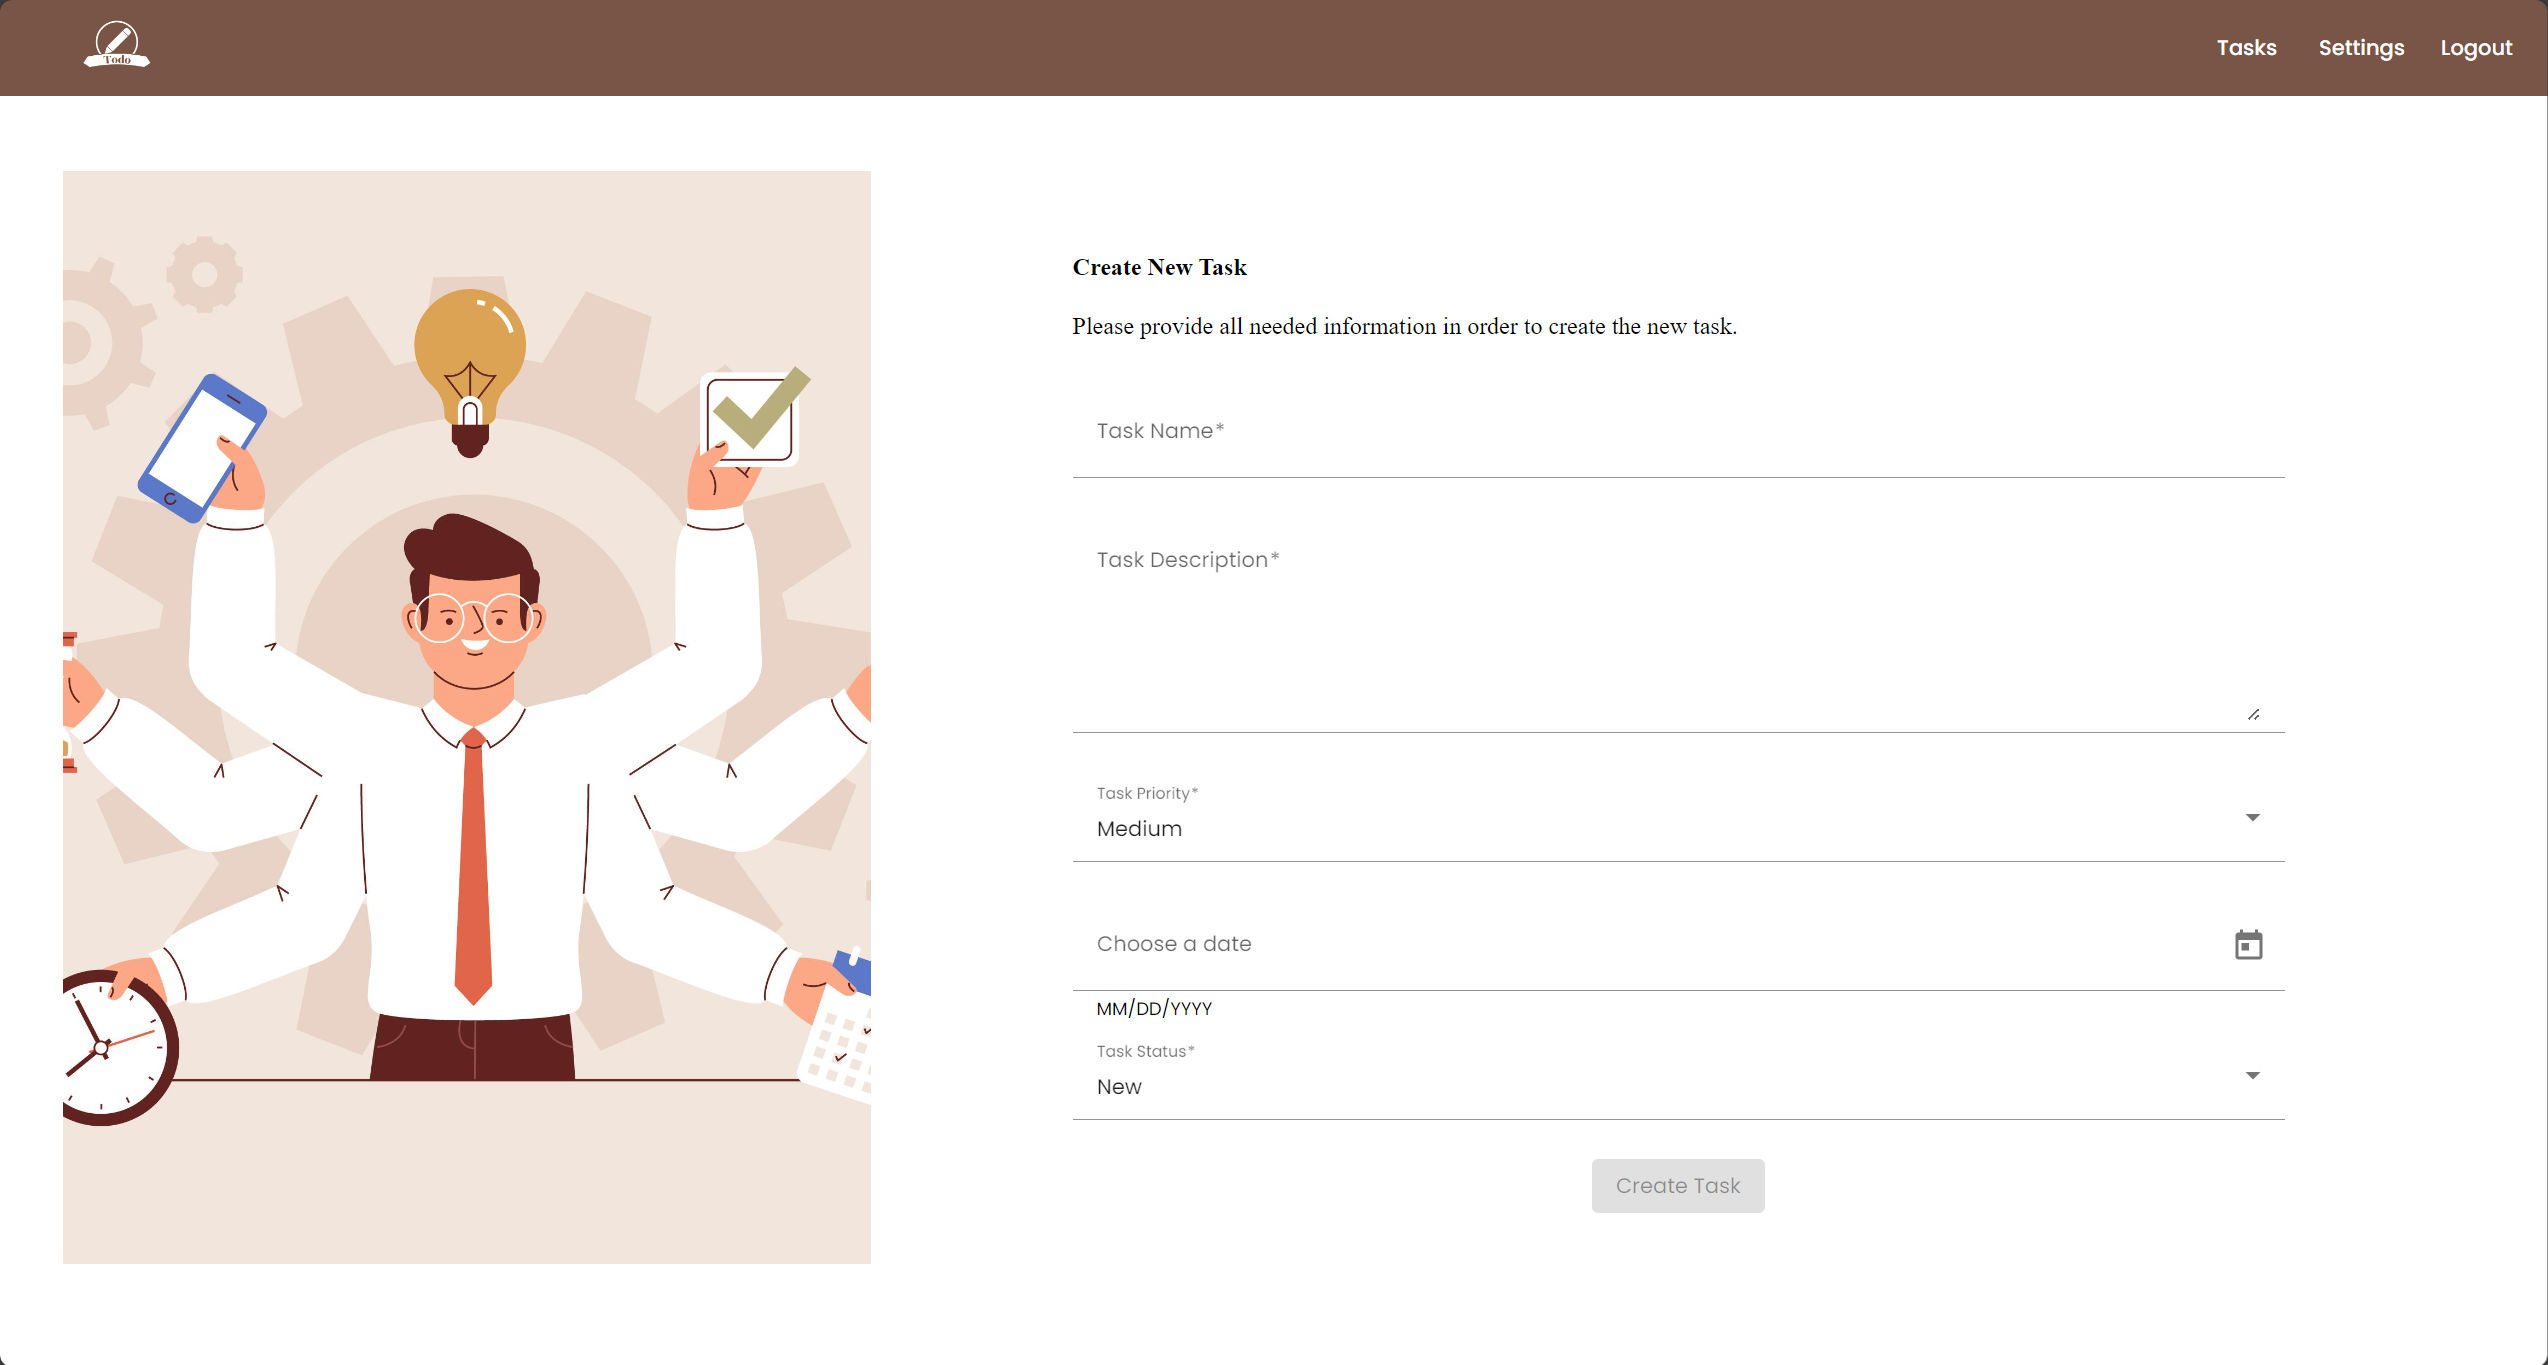 Todo
Tasks Settings Logout
Create New Task
Please provide all needed information in order to create the new task.
Task Name*
Task Description*
Task Priority*
Medium
Choose a date
MM/DD/YYYY
Task Status*
New
Create Task